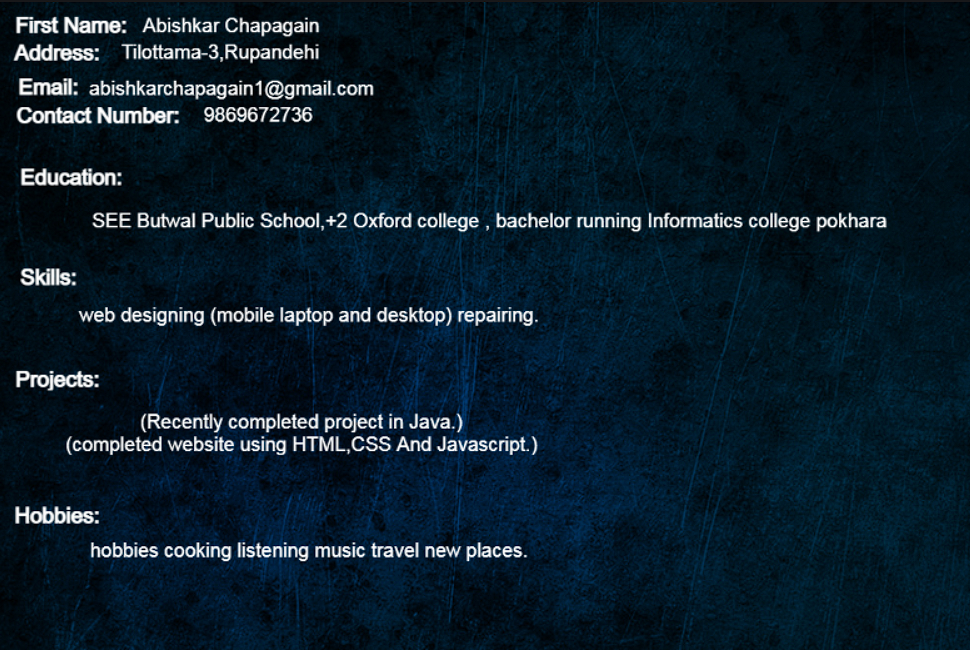 First Name: Abishkar Chapagain
Address: Tilottama-3,Rupandehi
Email: abishkarchapagain1@gmail.com
Contact Number: 9869672736
Education:
SEE Butwal Public School,+2 Oxford college , bachelor running Informatics college pokhara
Skills:
web designing (mobile laptop and desktop) repairing.
Projects:
(Recently completed project in Java.)
(completed website using HTML,CSS And Javascript.)
Hobbies:
hobbies cooking listening music travel new places.